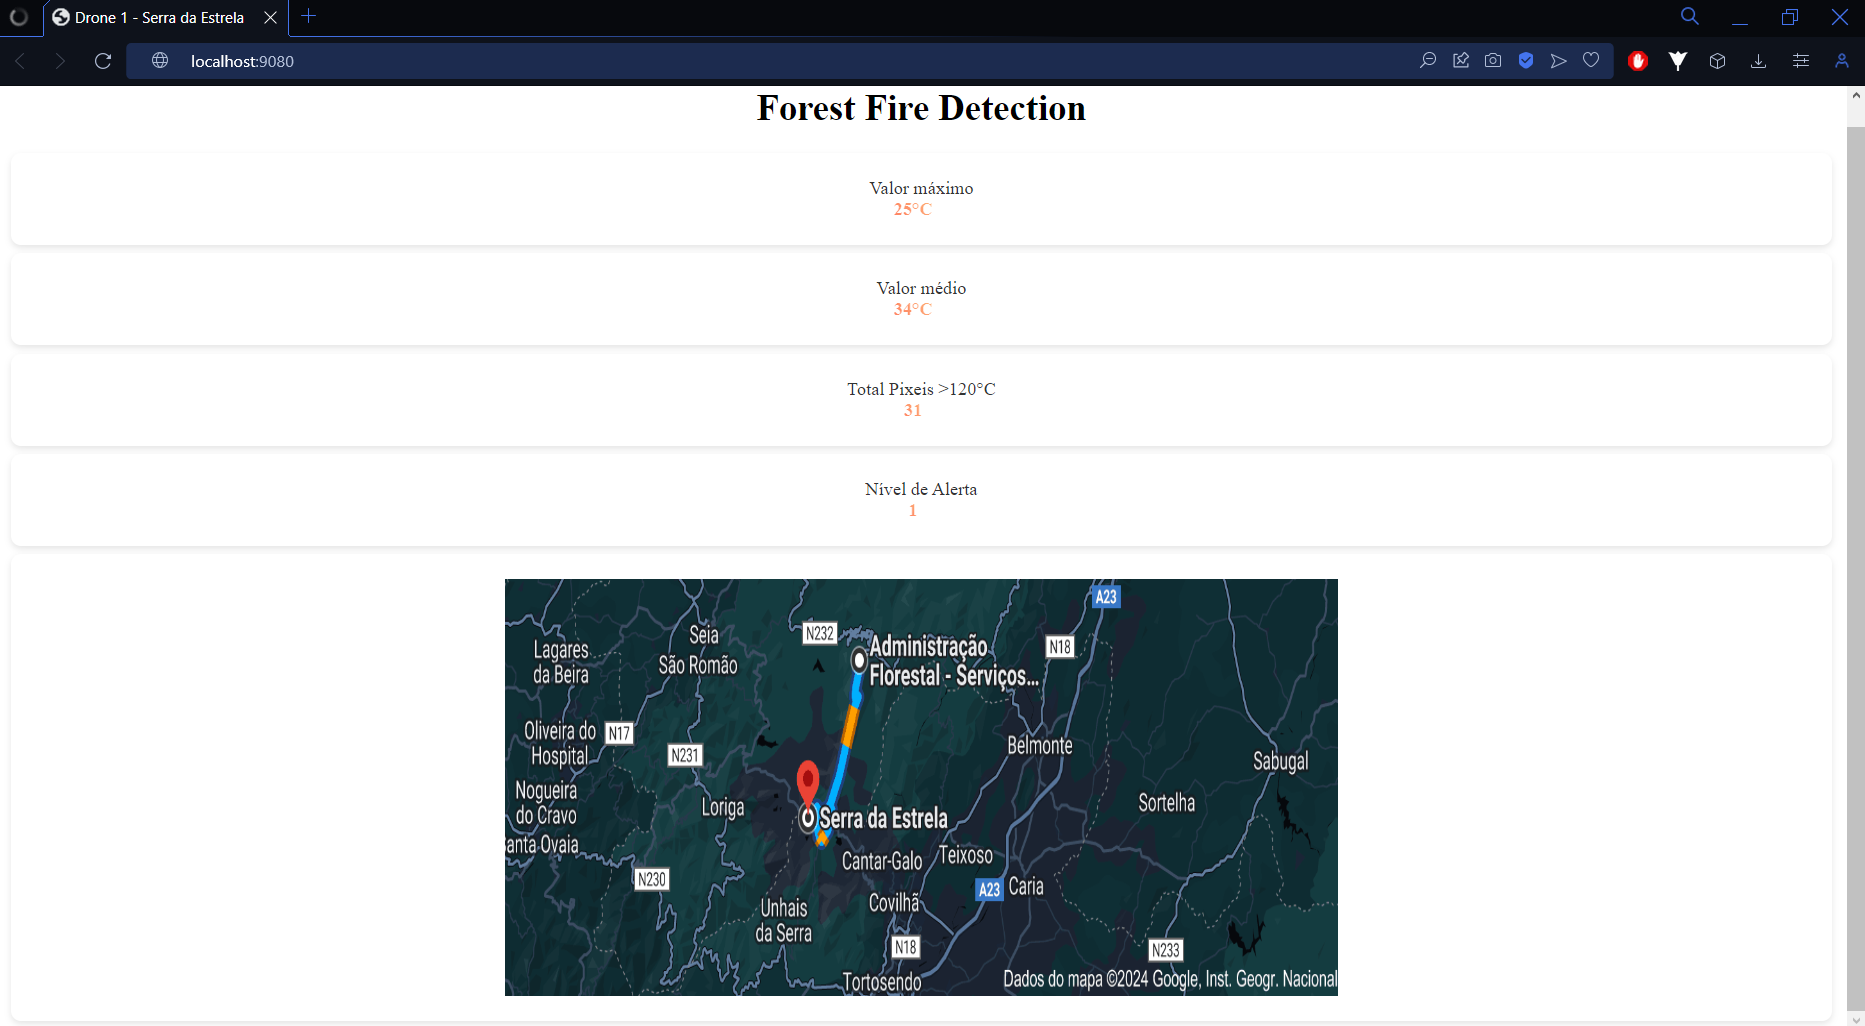 Drone 1 - Serra da Estrela
localhost:9080
Forest Fire Detection
Valor máximo
25°C
Valor médio
34°C
Total Pixeis >120°C
31
Nível de Alerta
1
A23
Seia
N232
Administração
Florestal - Serviços...
N18
Lagares
da Beira
São Romão
Oliveira do
Hospital
N17
N231
Belmonte
Sabugal
Nogueira
do Cravo
Loriga
Sortelha
Serra da Estrela
anta Ovaia
Cantar-Galo
Teixoso
N230
A23
Caria
Unhais
da Serra
Covilhã
N18
N233
Tortosendo
Dados do mapa ©2024 Google, Inst. Geogr. Nacional